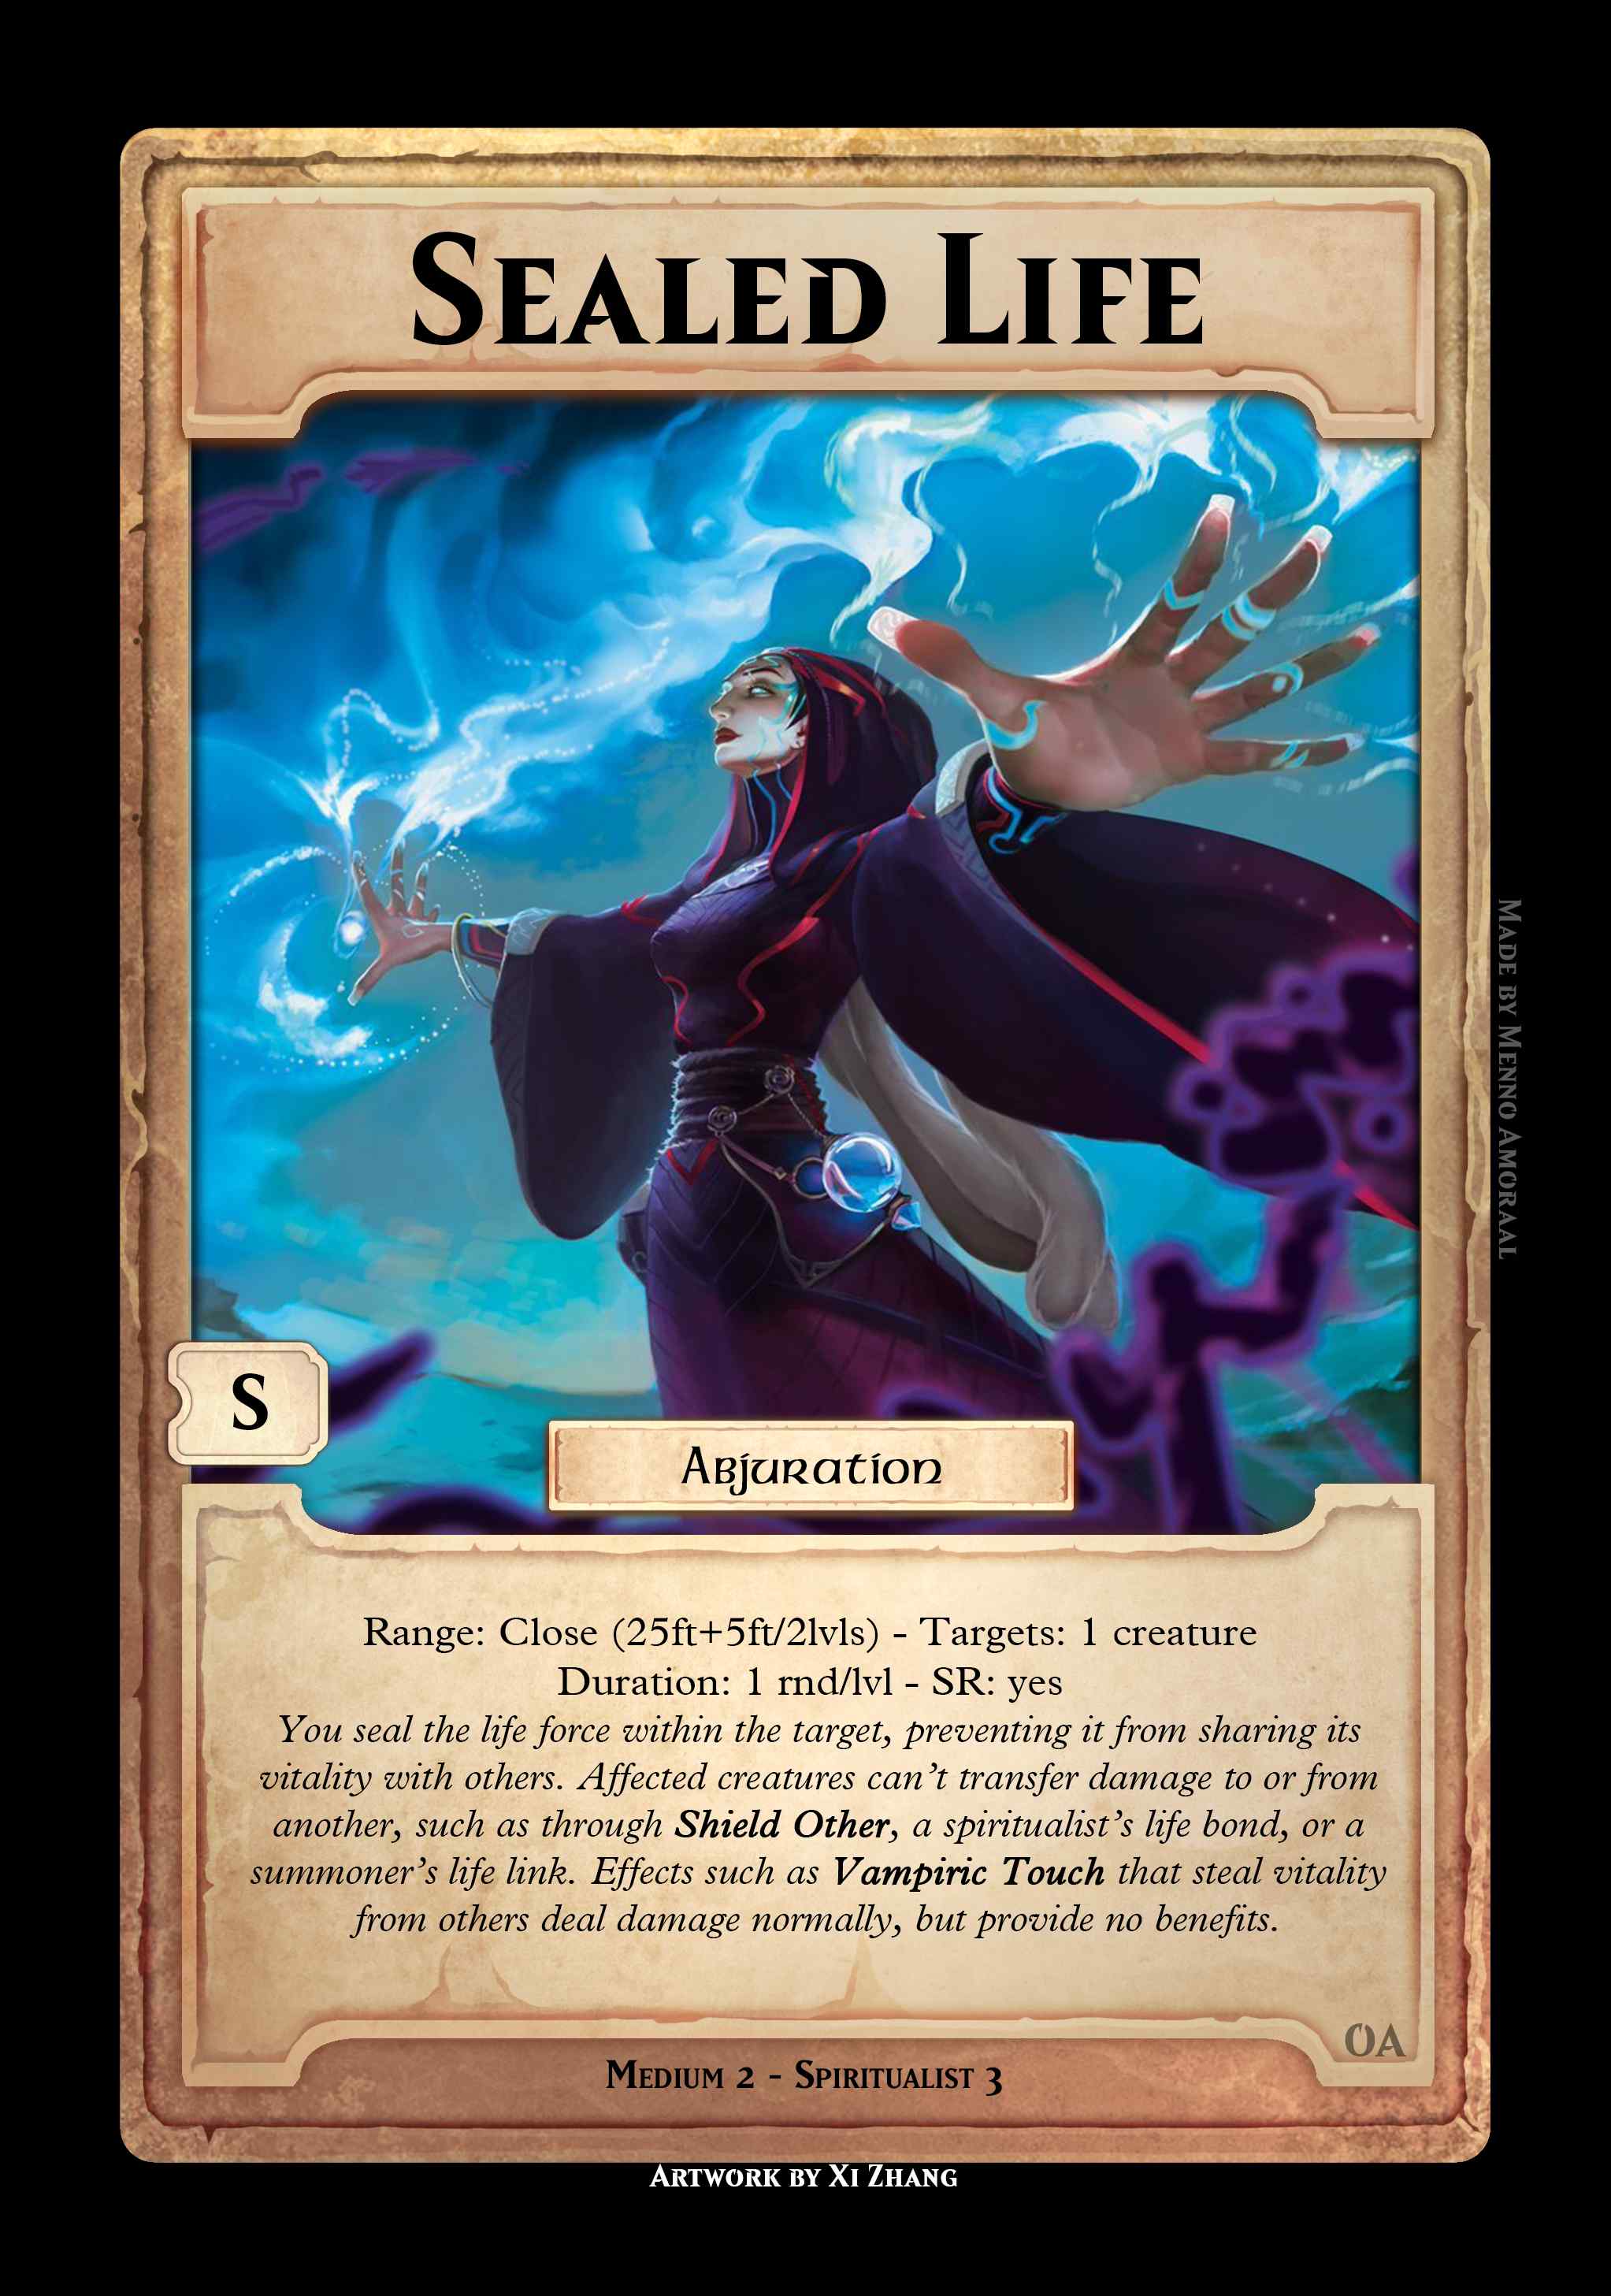 Sealed Life
S
Abjuration
Range: Close (25ft+5ft/2lvls) - Targets: 1 creature
Duration: 1 rnd/lvl - SR: yes
You seal the life force within the target, preventing it from sharing its
vitality with others. Affected creatures can't transfer damage to or from
another, such as through Shield Other, a spiritualist's life bond, or a
summoner's life link. Effects such as Vampiric Touch that steal vitality
from others deal damage normally, but provide no benefits.
OA
Medium 2 - Spiritualist 3
Artwork by Xi Zhang
Made by Menno Amoraal